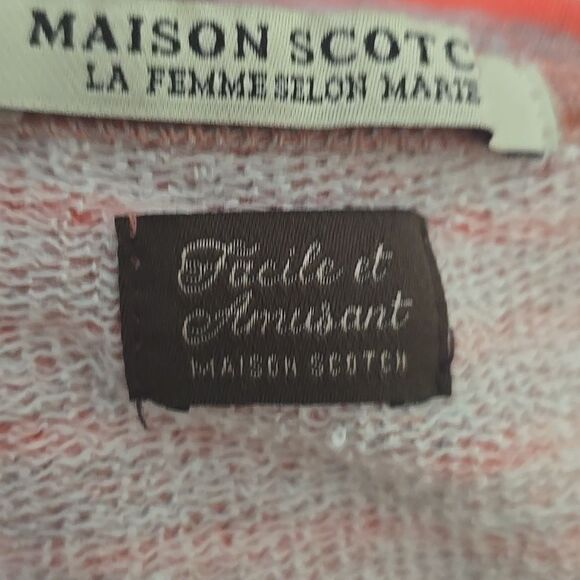 MAISON SCOTC
LA FEMME SELON MARIE
Facile et
Amusant
MAISON SCOTCH